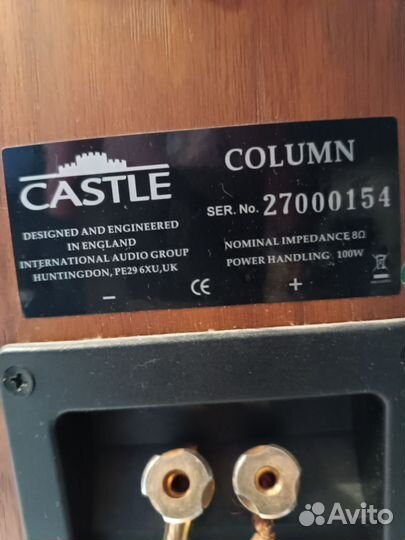 CASTLE
DESIGNED AND ENGINEERED
IN ENGLAND
INTERNATIONAL AUDIO GROUP
HUNTINGDON, PE29 6XU,UK
COLUMN
SER. No. 27000154
NOMINAL IMPEDANCE 8Ω
POWER HANDLING 100W
− CE +
Avito